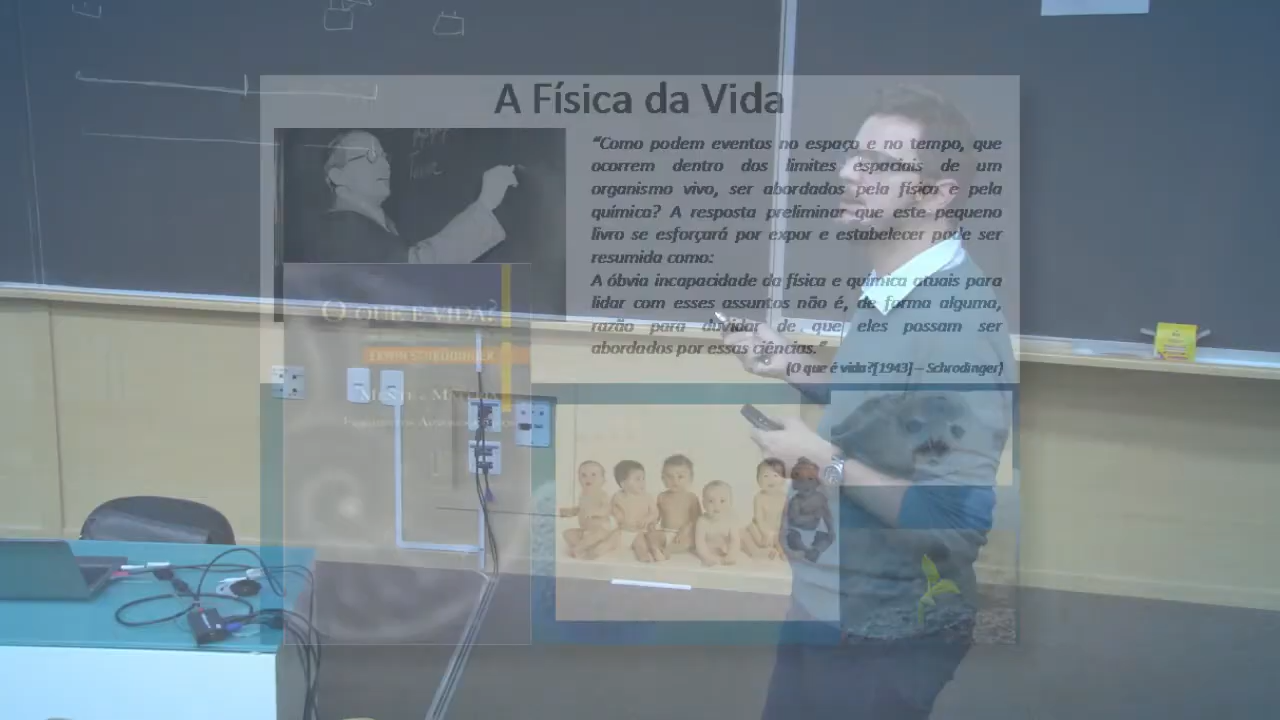 A Física da Vida
“Como podem eventos no espaço e no tempo, que
ocorrem dentro dos limites espaciais de um
organismo vivo, ser abordados pela física e pela
química? A resposta preliminar que este pequeno
livro se esforçará por expor e estabelecer pode ser
resumida como:
A óbvia incapacidade da física e química atuais para
lidar com esses assuntos não é, de forma alguma,
razão para duvidar de que eles possam ser
abordados por essas ciências.”
(O que é vida?[1943] – Schrodinger)
O QUE É VIDA?
ERWIN SCHRÖDINGER